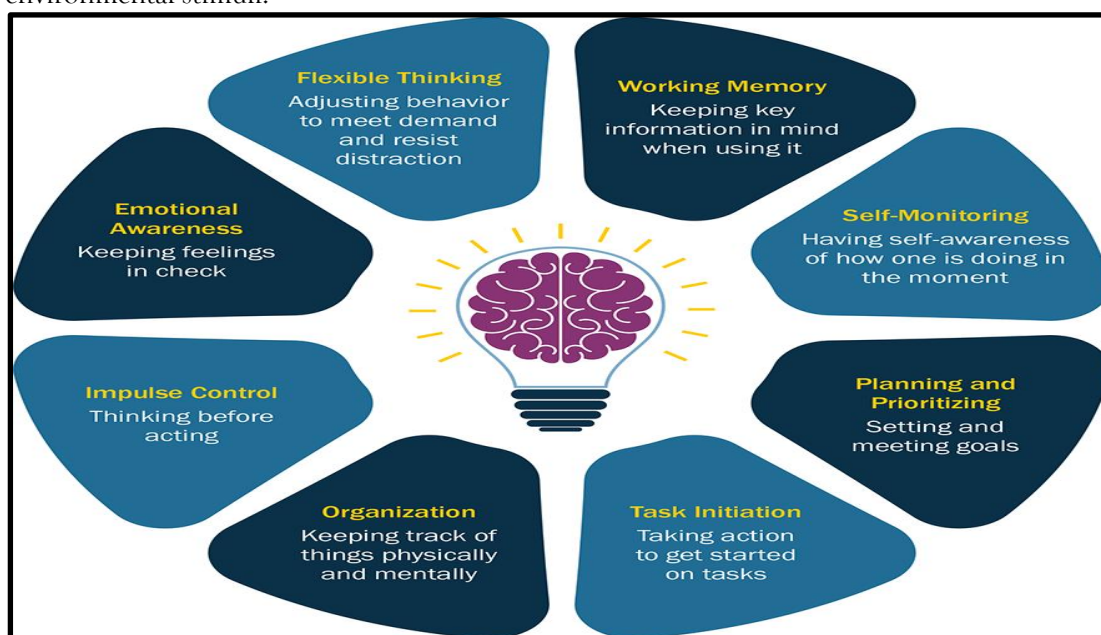 environmental stimuli.
Flexible Thinking
Adjusting behavior
to meet demand
and resist
distraction
Working Memory
Keeping key
information in mind
when using it
Self-Monitoring
Having self-awareness
of how one is doing in
the moment
Planning and
Prioritizing
Setting and
meeting goals
Task Initiation
Taking action
to get started
on tasks
Organization
Keeping track of
things physically
and mentally
Impulse Control
Thinking before
acting
Emotional
Awareness
Keeping feelings
in check